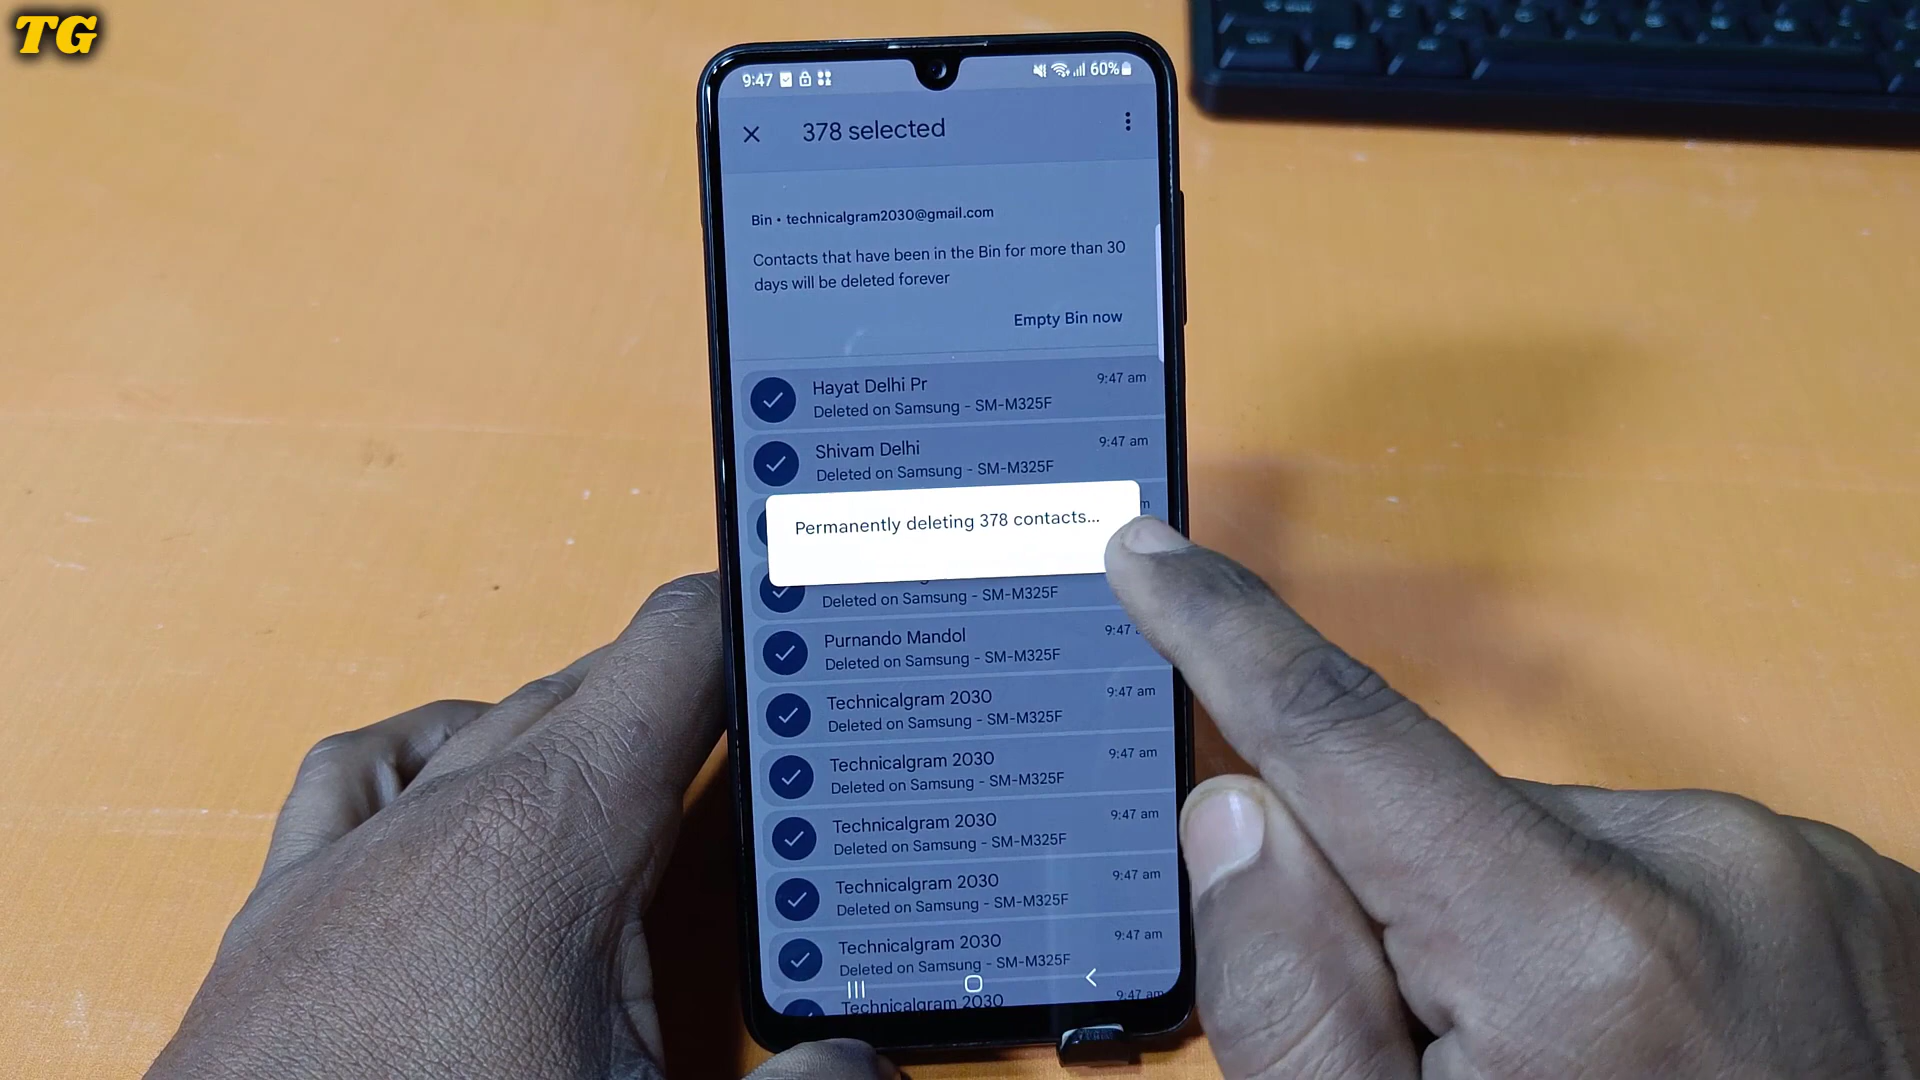 TG
9:47
60%
378 selected
Bin • technicalgram2030@gmail.com
Contacts that have been in the Bin for more than 30
days will be deleted forever
Empty Bin now
Hayat Delhi Pr
9:47 am
Deleted on Samsung - SM-M325F
Shivam Delhi
9:47 am
Deleted on Samsung - SM-M325F
Permanently deleting 378 contacts...
Deleted on Samsung - SM-M325F
Purnando Mandol
9:47
Deleted on Samsung - SM-M325F
Technicalgram 2030
9:47 am
Deleted on Samsung - SM-M325F
Technicalgram 2030
9:47 am
Deleted on Samsung - SM-M325F
Technicalgram 2030
9:47 am
Deleted on Samsung - SM-M325F
Technicalgram 2030
9:47 am
Deleted on Samsung - SM-M325F
Technicalgram 2030
9:47 am
Deleted on Samsung - SM-M325F
Technicalgram 2030
9:47 am